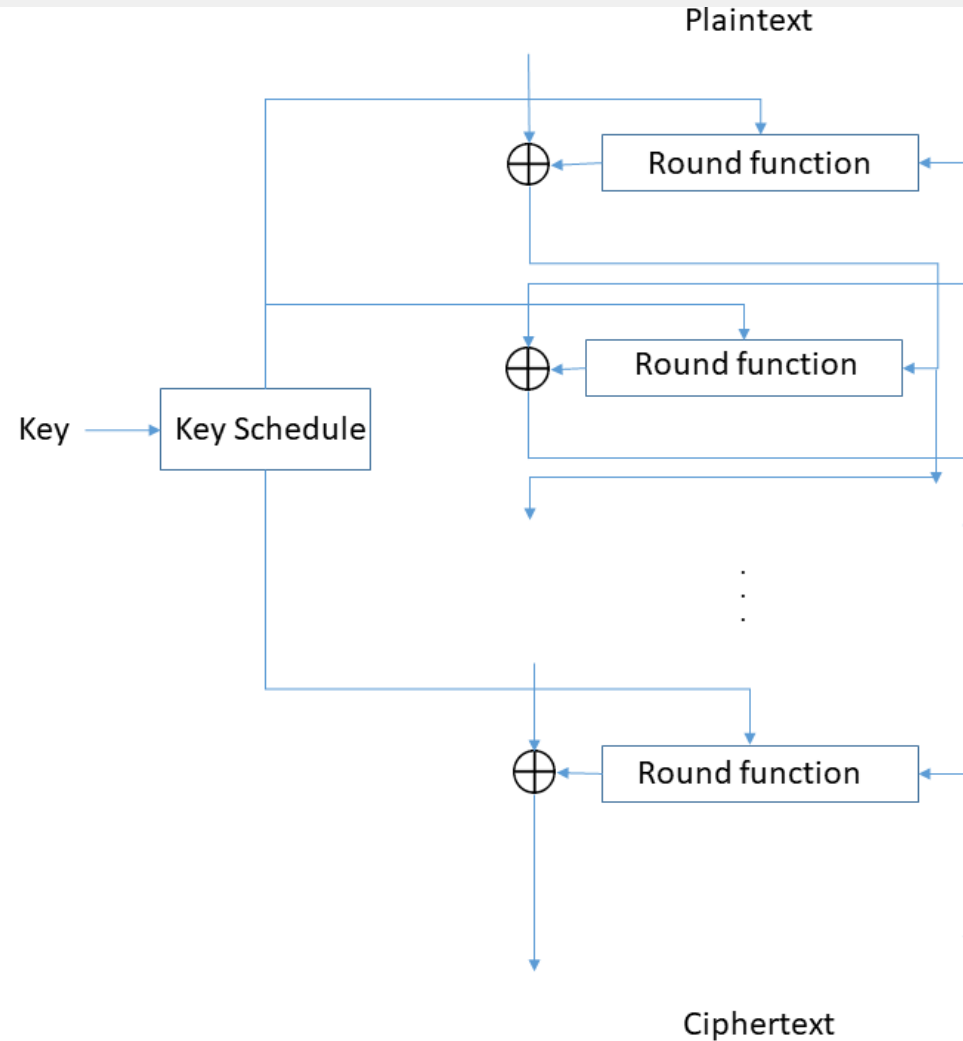 Plaintext
Round function
Round function
Key
Key Schedule
.
.
.
Round function
Ciphertext